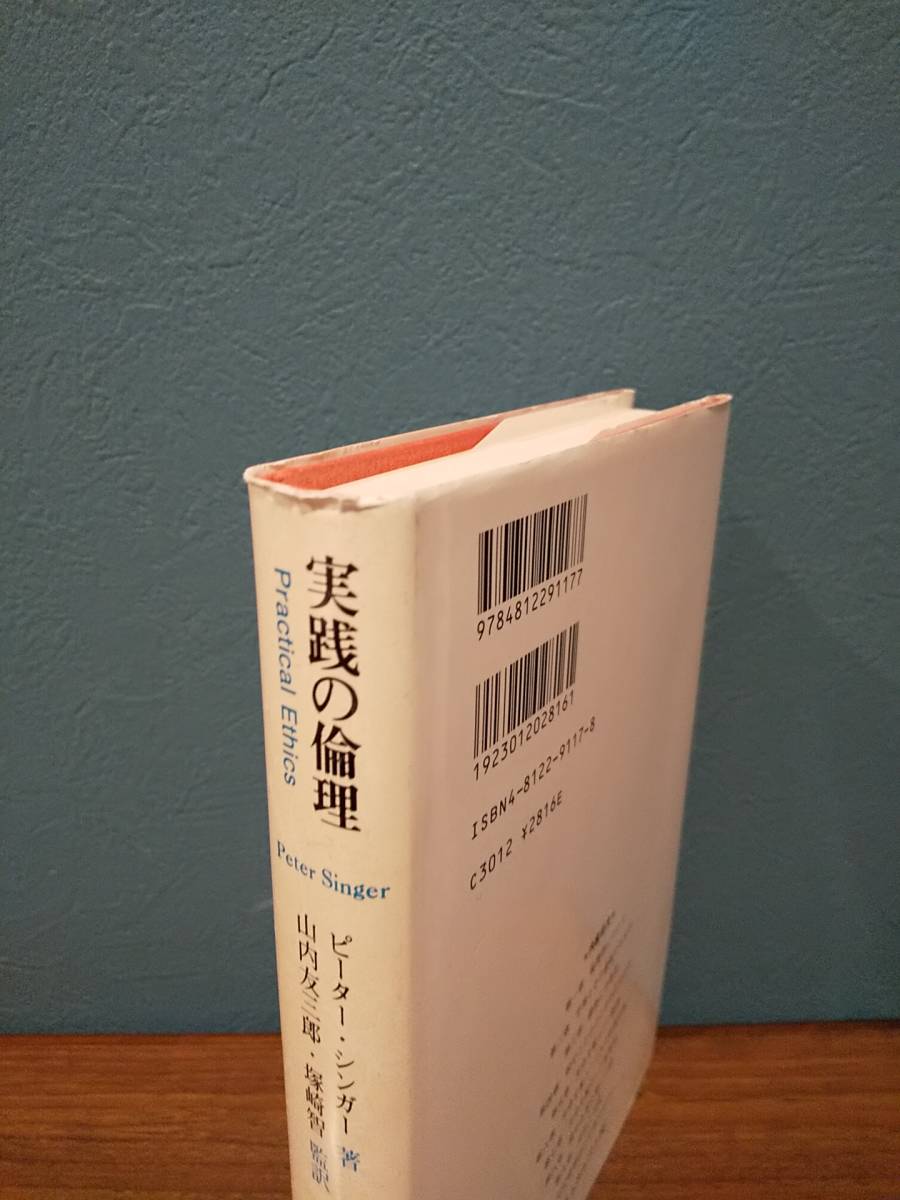 実践の倫理
Practical Ethics
Peter Singer
ピーター・シンガー 著
山内友三郎・塚崎智 監訳
9784812291177
1923012028161
ISBN4-8122-9117-8
C3012 ¥2816E